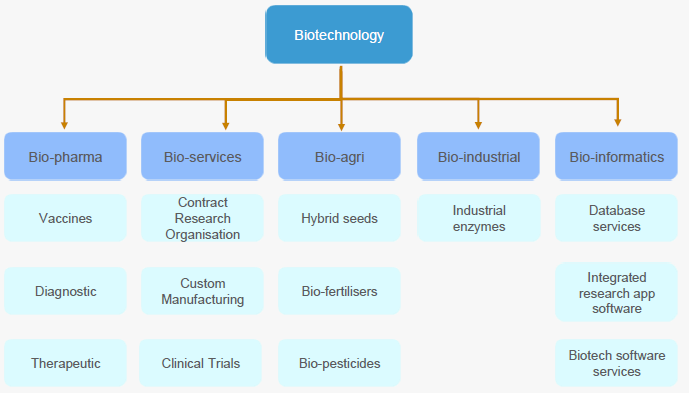 Biotechnology
Bio-pharma
Bio-services
Bio-agri
Bio-industrial
Bio-informatics
Vaccines
Contract
Research
Organisation
Hybrid seeds
Industrial
enzymes
Database
services
Diagnostic
Custom
Manufacturing
Bio-fertilisers
Integrated
research app
software
Therapeutic
Clinical Trials
Bio-pesticides
Biotech software
services